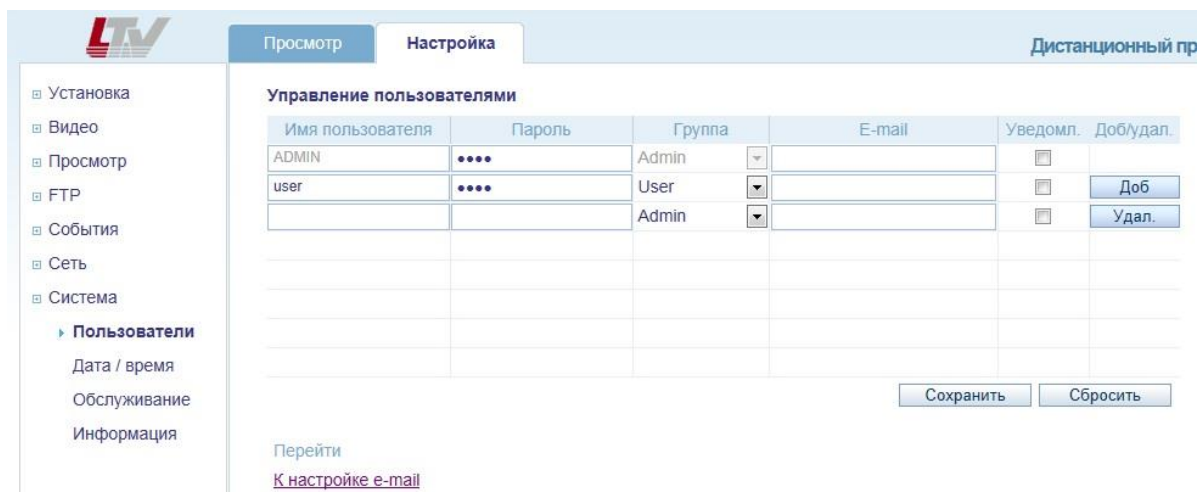 LTV
Просмотр
Настройка
Дистанционный пр
Установка
Видео
Просмотр
FTP
События
Сеть
Система
Пользователи
Дата / время
Обслуживание
Информация
Управление пользователями
Имя пользователя Пароль Группа E-mail Уведомл. Доб/удал.
ADMIN •••• Admin
user •••• User Доб
Admin Удал.
Сохранить Сбросить
Перейти
К настройке e-mail